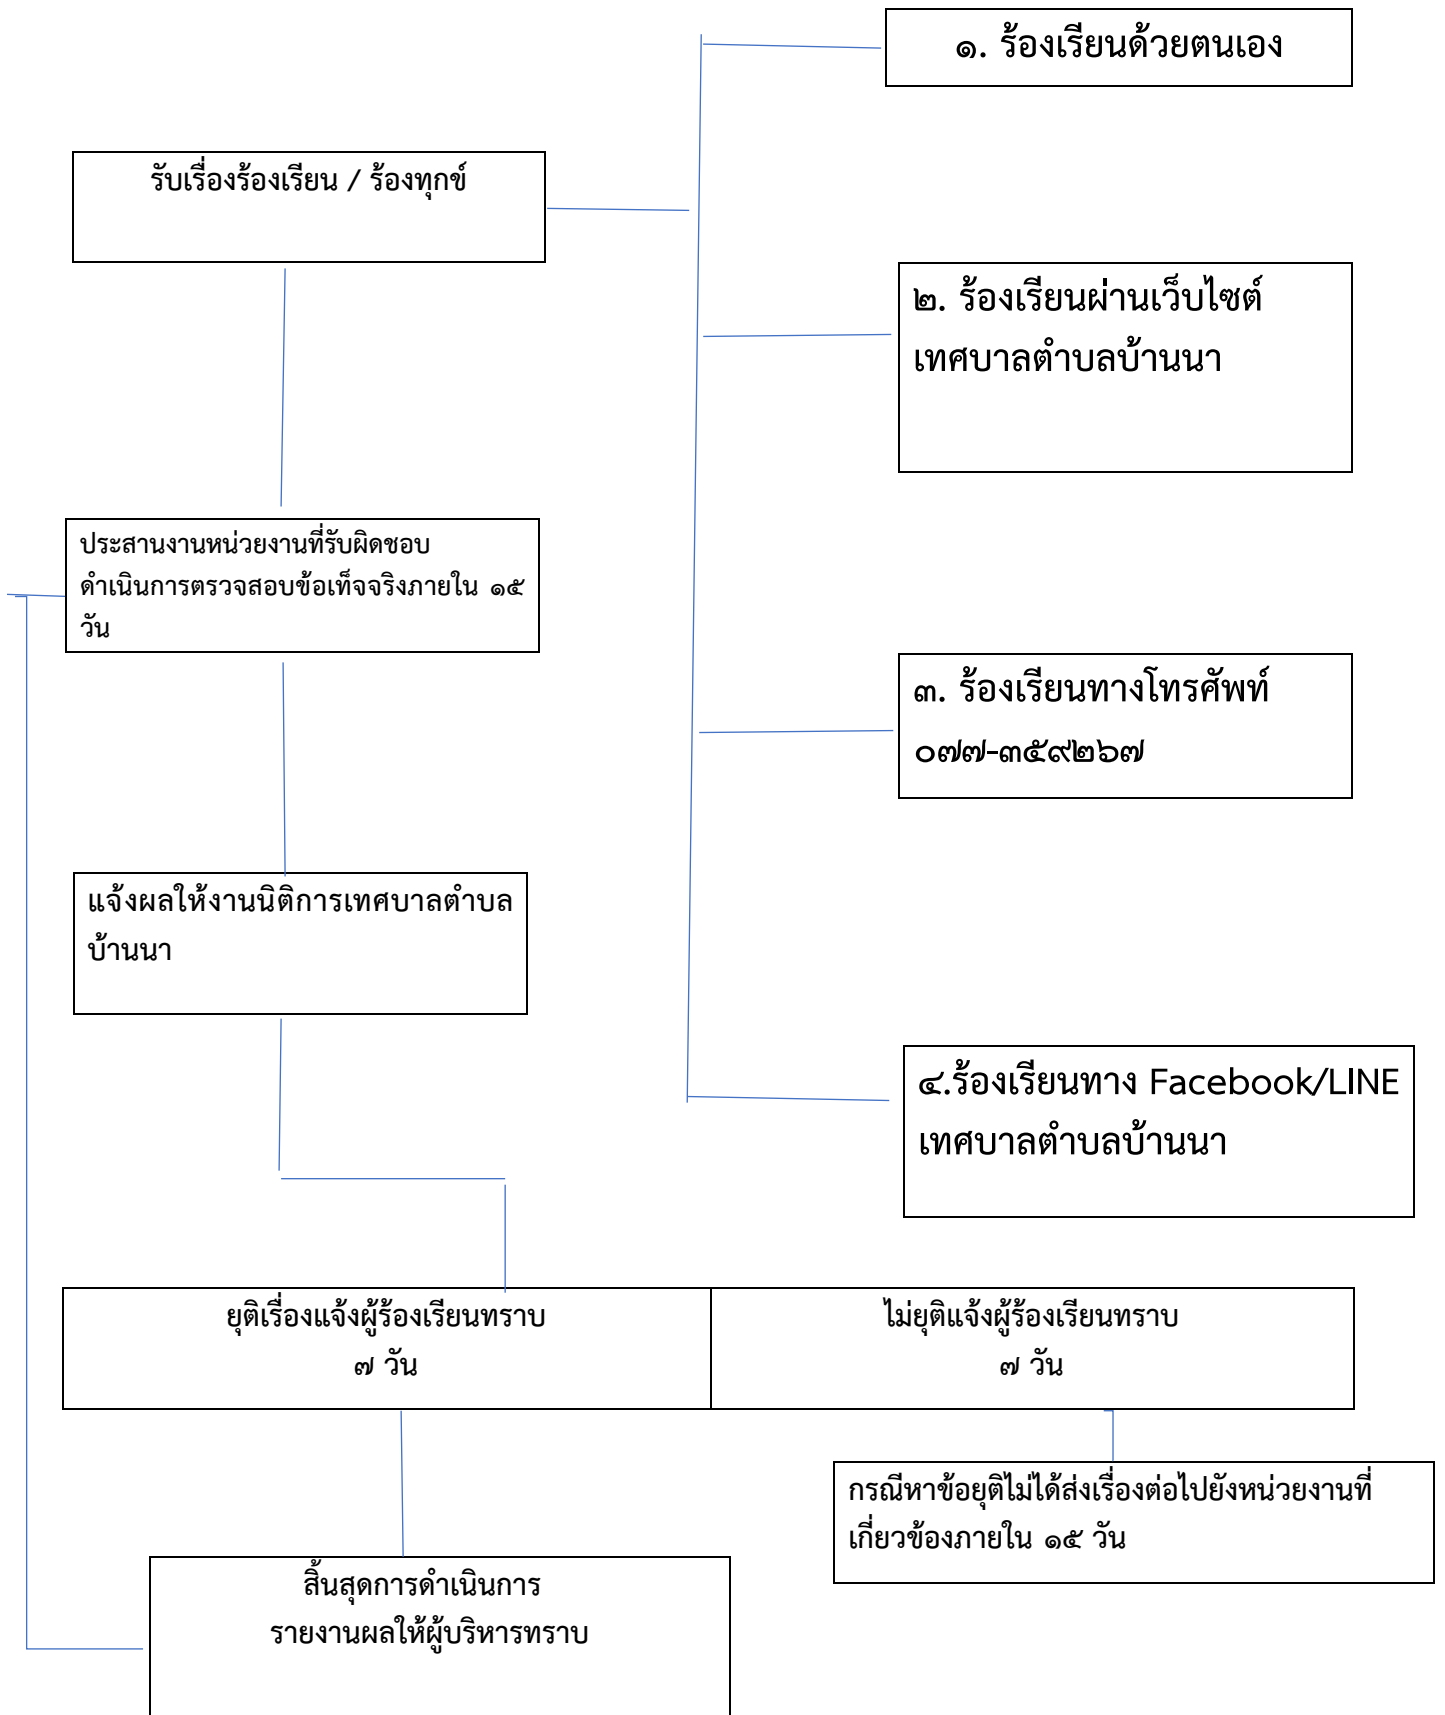 ๑. ร้องเรียนด้วยตนเอง
รับเรื่องร้องเรียน / ร้องทุกข์
๒. ร้องเรียนผ่านเว็บไซต์
เทศบาลตำบลบ้านนา
ประสานงานหน่วยงานที่รับผิดชอบ
ดำเนินการตรวจสอบข้อเท็จจริงภายใน ๑๕
วัน
๓. ร้องเรียนทางโทรศัพท์
๐๗๗-๓๕๙๒๖๗
แจ้งผลให้งานนิติการเทศบาลตำบล
บ้านนา
๔.ร้องเรียนทาง Facebook/LINE
เทศบาลตำบลบ้านนา
ยุติเรื่องแจ้งผู้ร้องเรียนทราบ
๗ วัน
ไม่ยุติแจ้งผู้ร้องเรียนทราบ
๗ วัน
กรณีหาข้อยุติไม่ได้ส่งเรื่องต่อไปยังหน่วยงานที่
เกี่ยวข้องภายใน ๑๕ วัน
สิ้นสุดการดำเนินการ
รายงานผลให้ผู้บริหารทราบ